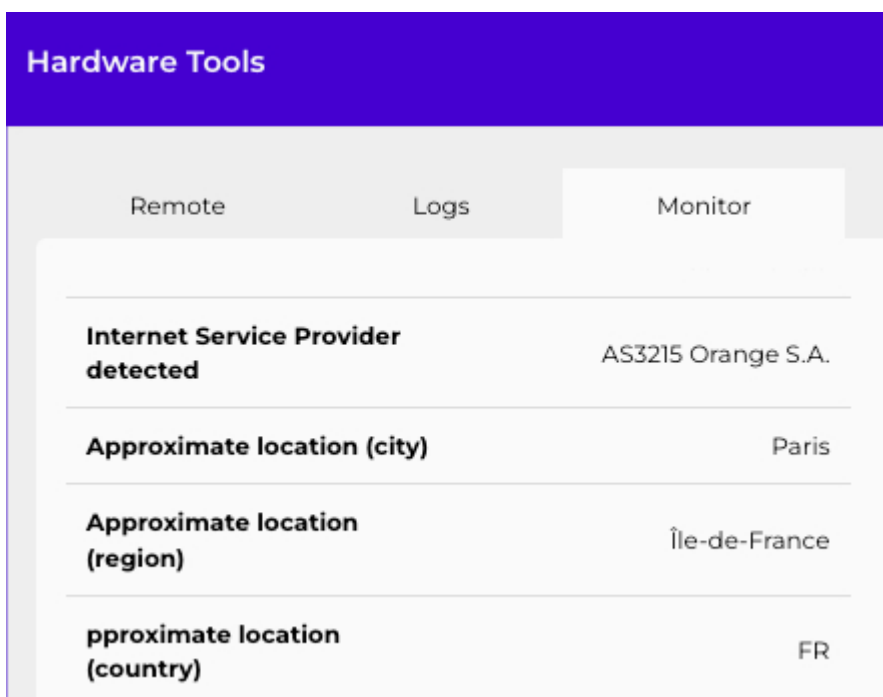 Hardware Tools
Remote Logs Monitor
Internet Service Provider
detected
AS3215 Orange S.A.
Approximate location (city) Paris
Approximate location
(region)
Île-de-France
pproximate location
(country)
FR